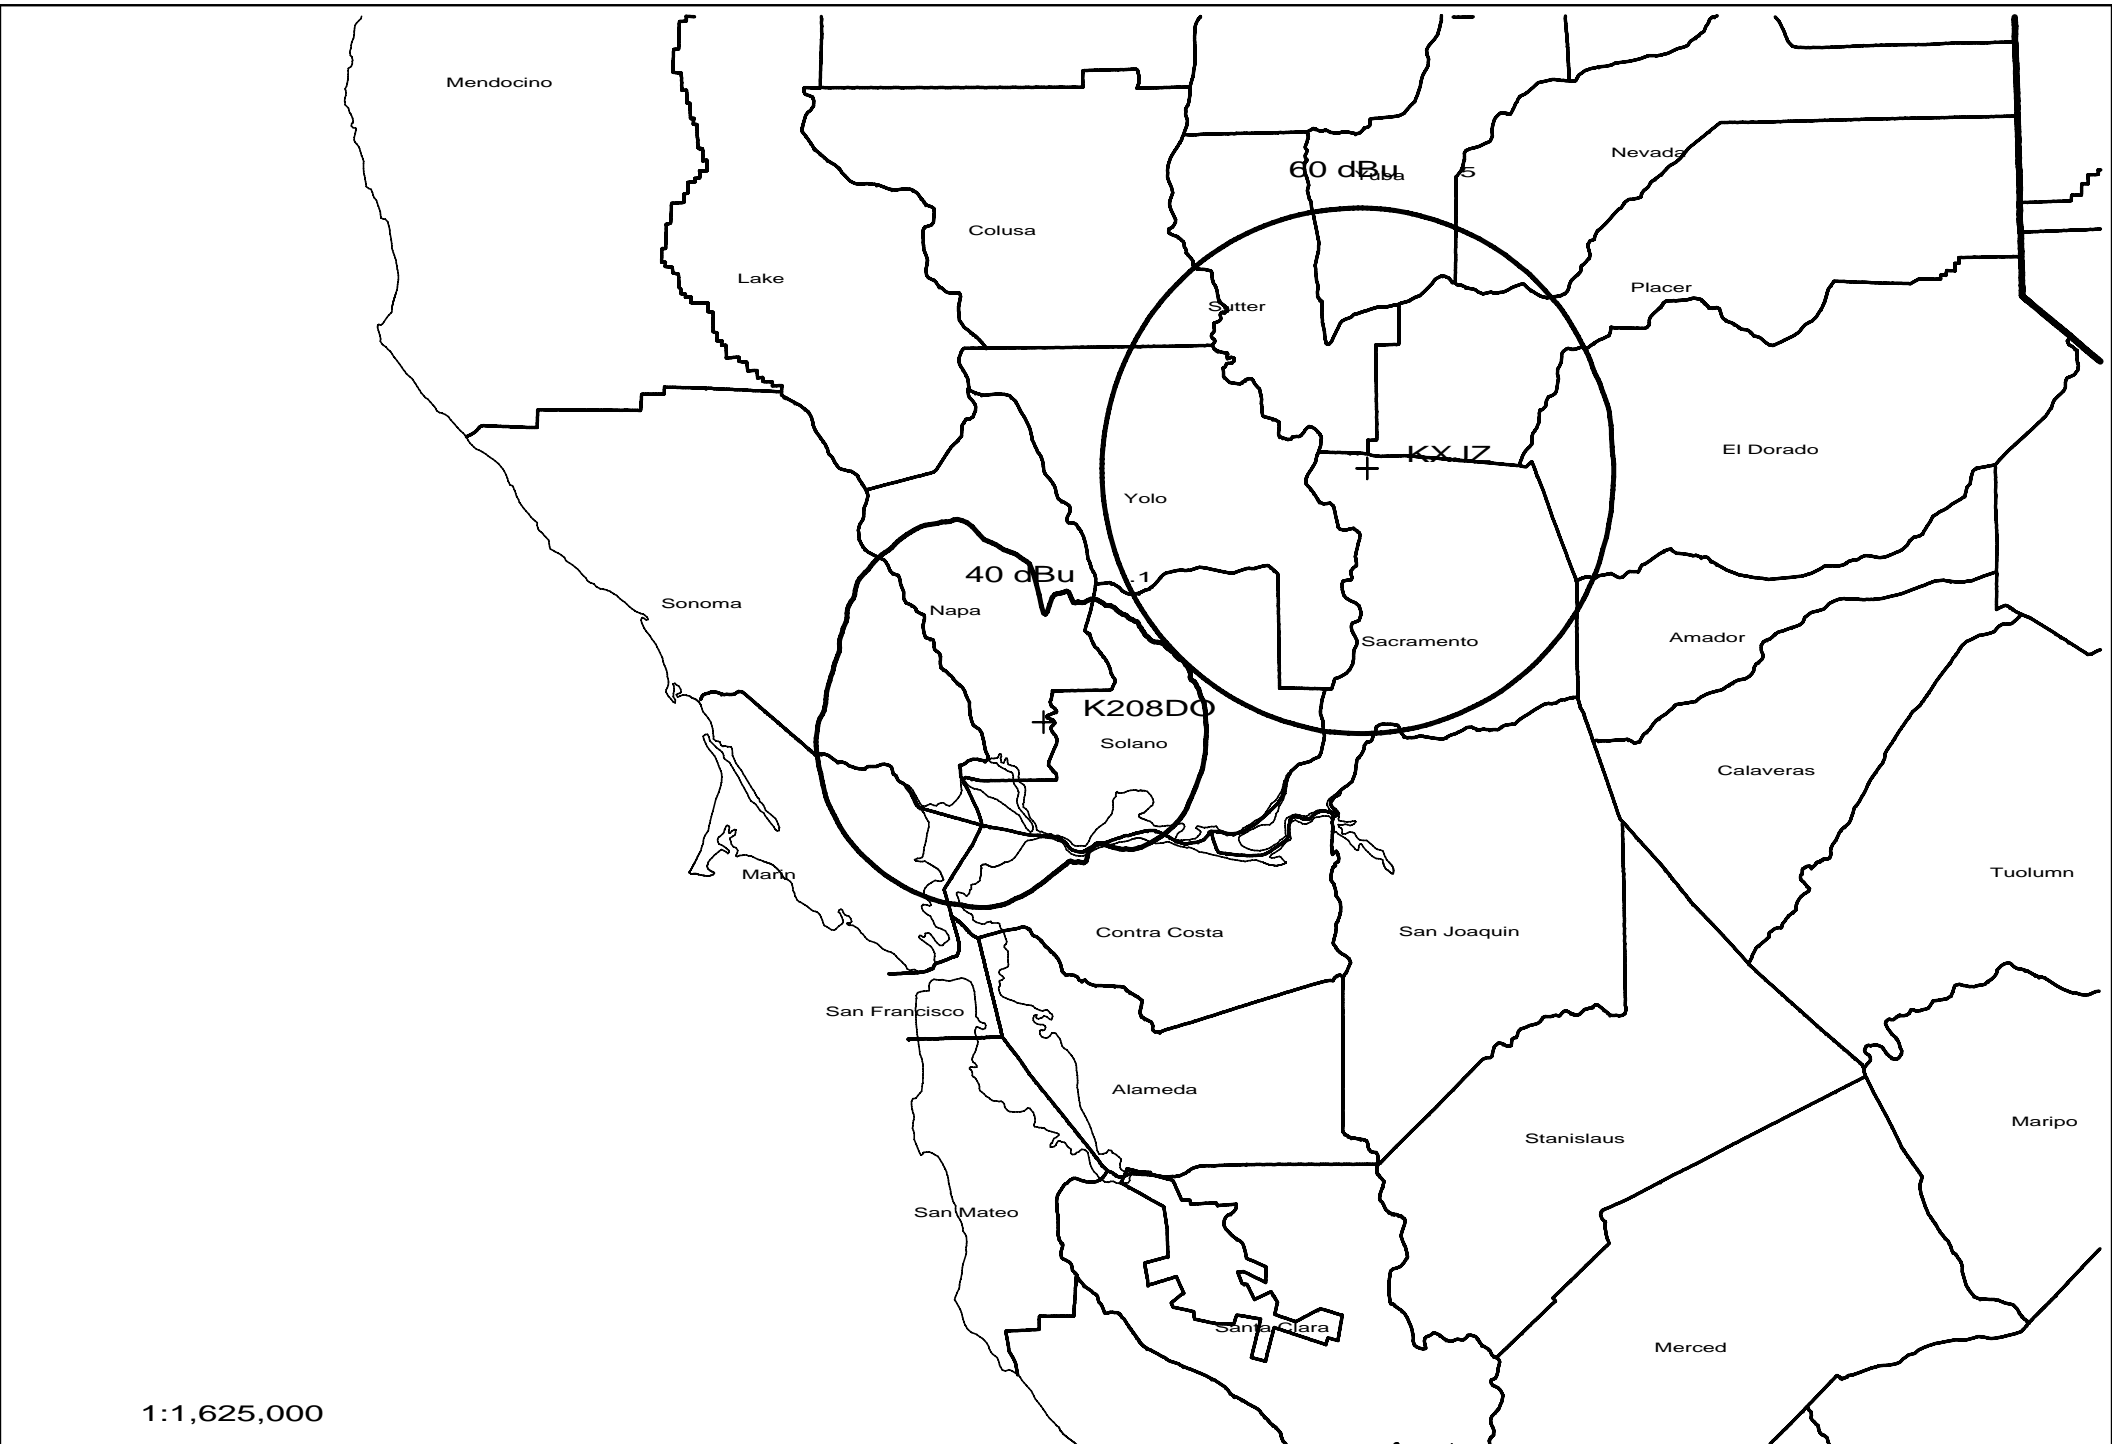 Mendocino
Nevada
60 dBu
Yuba
5
Colusa
Lake
Placer
Sutter
El Dorado
KXJZ
Yolo
40 dBu
.1
Sonoma
Napa
Amador
Sacramento
K208DO
Solano
Calaveras
Marin
Tuolumn
Contra Costa
San Joaquin
San Francisco
Alameda
Maripo
Stanislaus
San Mateo
Santa Clara
Merced
1:1,625,000